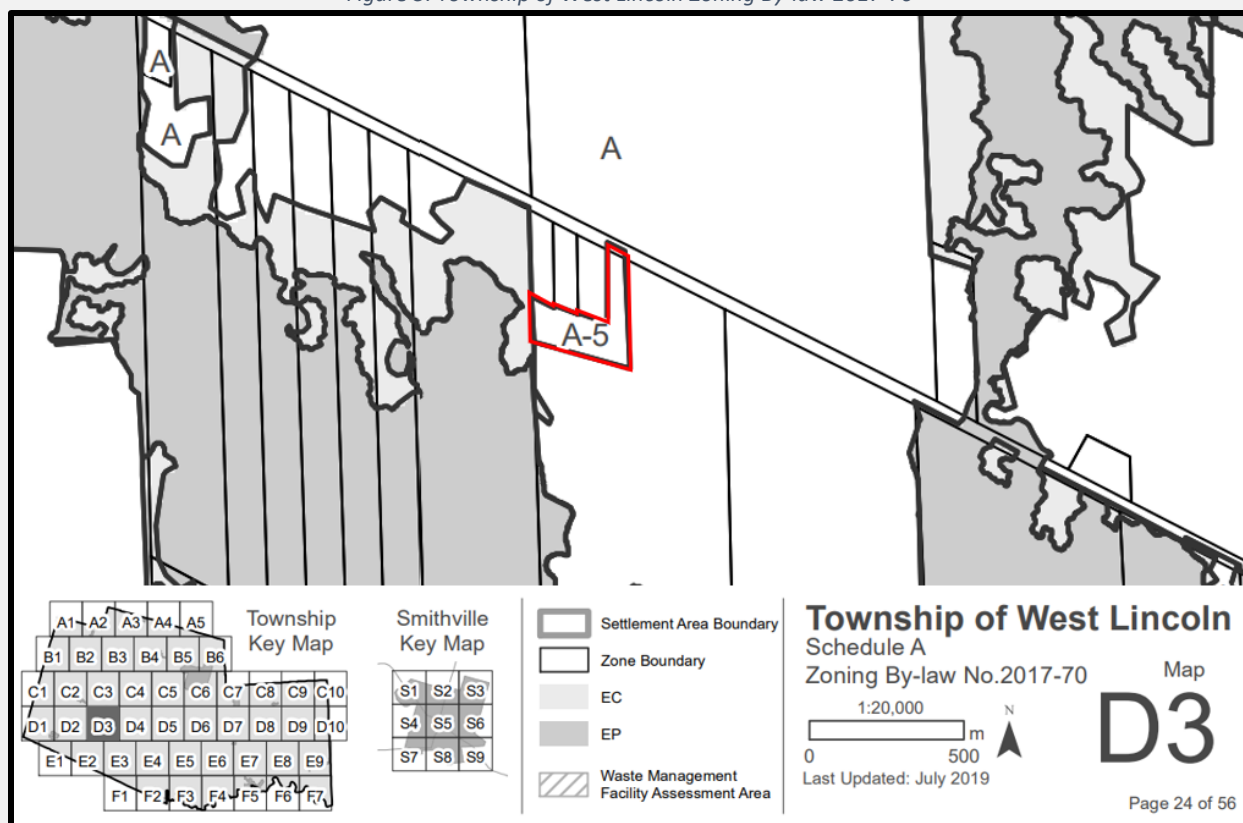 A
A
A
A-5
A1 A2 A3 A4 A5
B1 B2 B3 B4 B5 B6
C1 C2 C3 C4 C5 C6 C7 C8 C9 C10
D1 D2 D3 D4 D5 D6 D7 D8 D9 D10
E1 E2 E3 E4 E5 E6 E7 E8 E9
F1 F2 F3 F4 F5 F6 F7
Township
Key Map
Smithville
Key Map
S1 S2 S3
S4 S5 S6
S7 S8 S9
Settlement Area Boundary
Zone Boundary
EC
EP
Waste Management
Facility Assessment Area
Township of West Lincoln
Schedule A
Zoning By-law No.2017-70
1:20,000
m
0 500
N
Last Updated: July 2019
Map
D3
Page 24 of 56